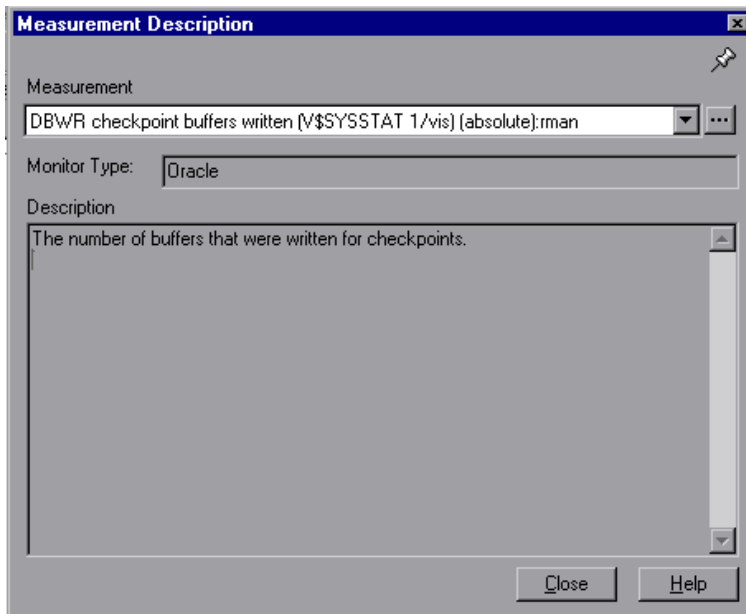 Measurement Description
Measurement
DBWR checkpoint buffers written (V$SYSSTAT 1/vis) (absolute):rman
Monitor Type:
Oracle
Description
The number of buffers that were written for checkpoints.
Close
Help